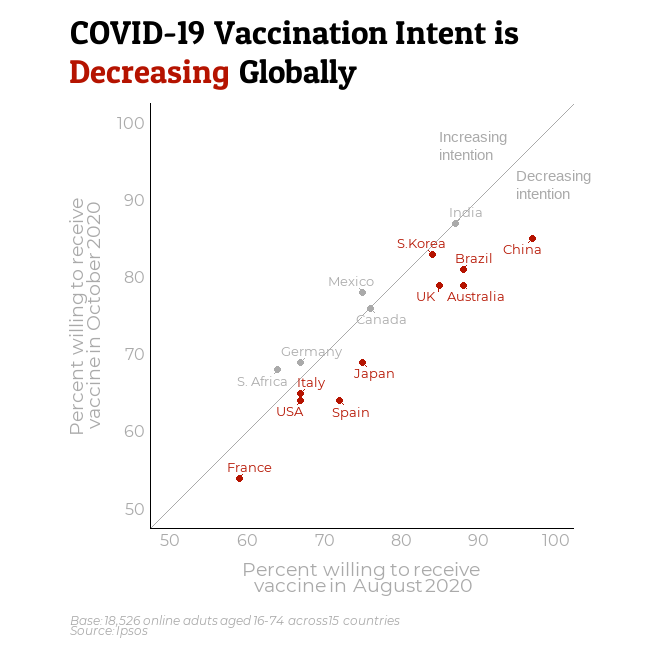 COVID-19 Vaccination Intent is
Decreasing Globally
100
90
80
70
60
50
Percent willing to receive
vaccine in October 2020
Increasing
intention
Decreasing
intention
India
S.Korea
China
Brazil
Mexico
UK
Australia
Canada
Germany
Japan
S. Africa
Italy
USA
Spain
France
50
60
70
80
90
100
Percent willing to receive
vaccine in August 2020
Base: 18,526 online aduts aged 16-74 across15 countries
Source: Ipsos